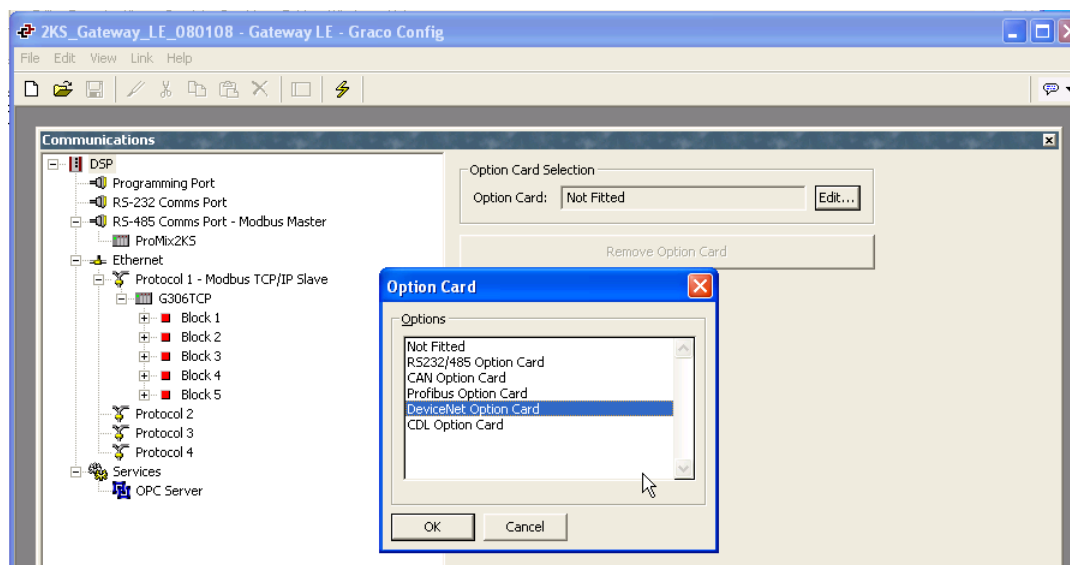 2KS_Gateway_LE_080108 - Gateway LE - Graco Config
File Edit View Link Help
Communications
DSP
Programming Port
RS-232 Comms Port
RS-485 Comms Port - Modbus Master
ProMix2KS
Ethernet
Protocol 1 - Modbus TCP/IP Slave
G306TCP
Block 1
Block 2
Block 3
Block 4
Block 5
Protocol 2
Protocol 3
Protocol 4
Services
OPC Server
Option Card Selection
Option Card: Not Fitted Edit...
Remove Option Card
Option Card
Options
Not Fitted
RS232/485 Option Card
CAN Option Card
Profibus Option Card
DeviceNet Option Card
CDL Option Card
OK Cancel